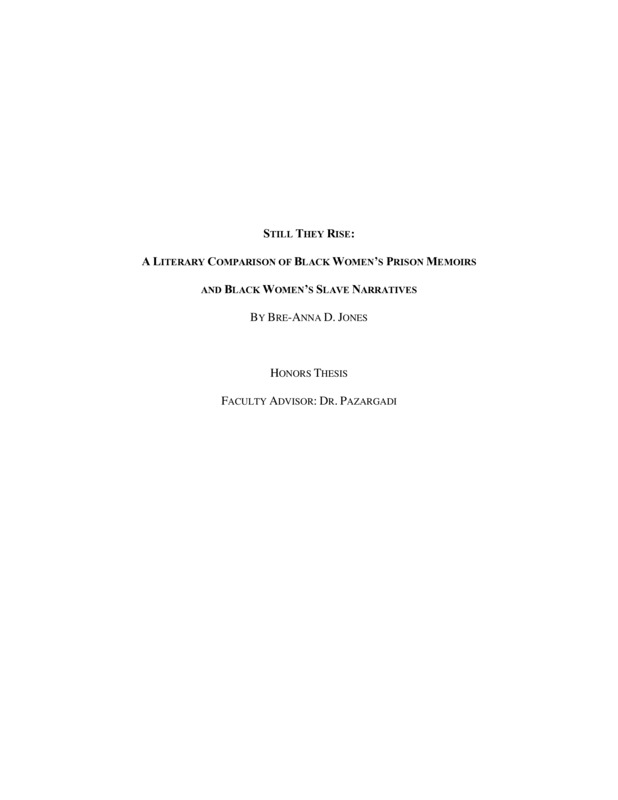 STILL THEY RISE:
A LITERARY COMPARISON OF BLACK WOMEN'S PRISON MEMOIRS
AND BLACK WOMEN'S SLAVE NARRATIVES
BY BRE-ANNA D. JONES
HONORS THESIS
FACULTY ADVISOR: DR. PAZARGADI